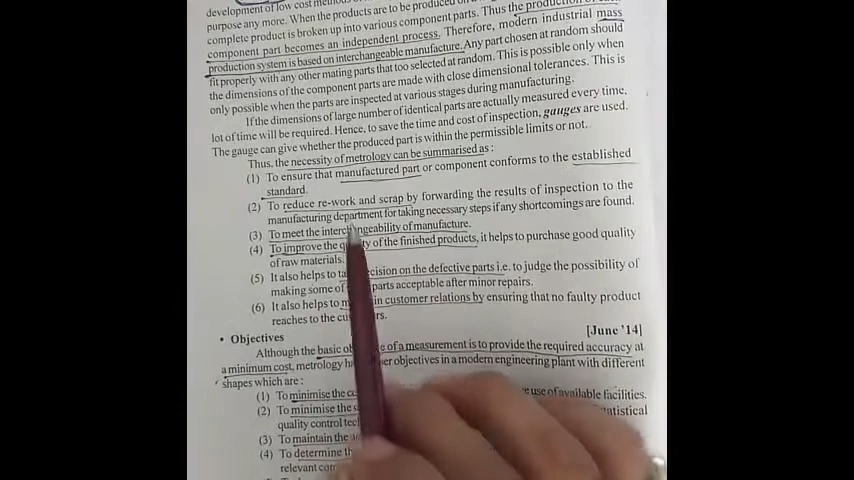 development of low cost
purpose any more. When the products are to be produced on
complete product is broken up into various component parts. Thus the production of
component part becomes an independent process. Therefore, modern industrial mass
production system is based on interchangeable manufacture. Any part chosen at random should
fit properly with any other mating parts that too selected at random. This is possible only when
the dimensions of the component parts are made with close dimensional tolerances. This is
only possible when the parts are inspected at various stages during manufacturing.
If the dimensions of large number of identical parts are actually measured every time,
lot of time will be required. Hence, to save the time and cost of inspection, gauges are used.
The gauge can give whether the produced part is within the permissible limits or not.
Thus, the necessity of metrology can be summarised as :
(1) To ensure that manufactured part or component conforms to the established
standard.
(2) To reduce re-work and scrap by forwarding the results of inspection to the
manufacturing department for taking necessary steps if any shortcomings are found.
(3) To meet the interchangeability of manufacture.
(4) To improve the quality of the finished products, it helps to purchase good quality
of raw materials.
(5) It also helps to decision on the defective parts i.e. to judge the possibility of
making some of parts acceptable after minor repairs.
(6) It also helps to customer relations by ensuring that no faulty product
reaches to the
• Objectives [June '14]
Although the basic of a measurement is to provide the required accuracy at
a minimum cost, metrology objectives in a modern engineering plant with different
shapes which are :
(1) To minimise the use of available facilities.
(2) To minimise the
quality control
(3) To maintain the
(4) To determine the
relevant